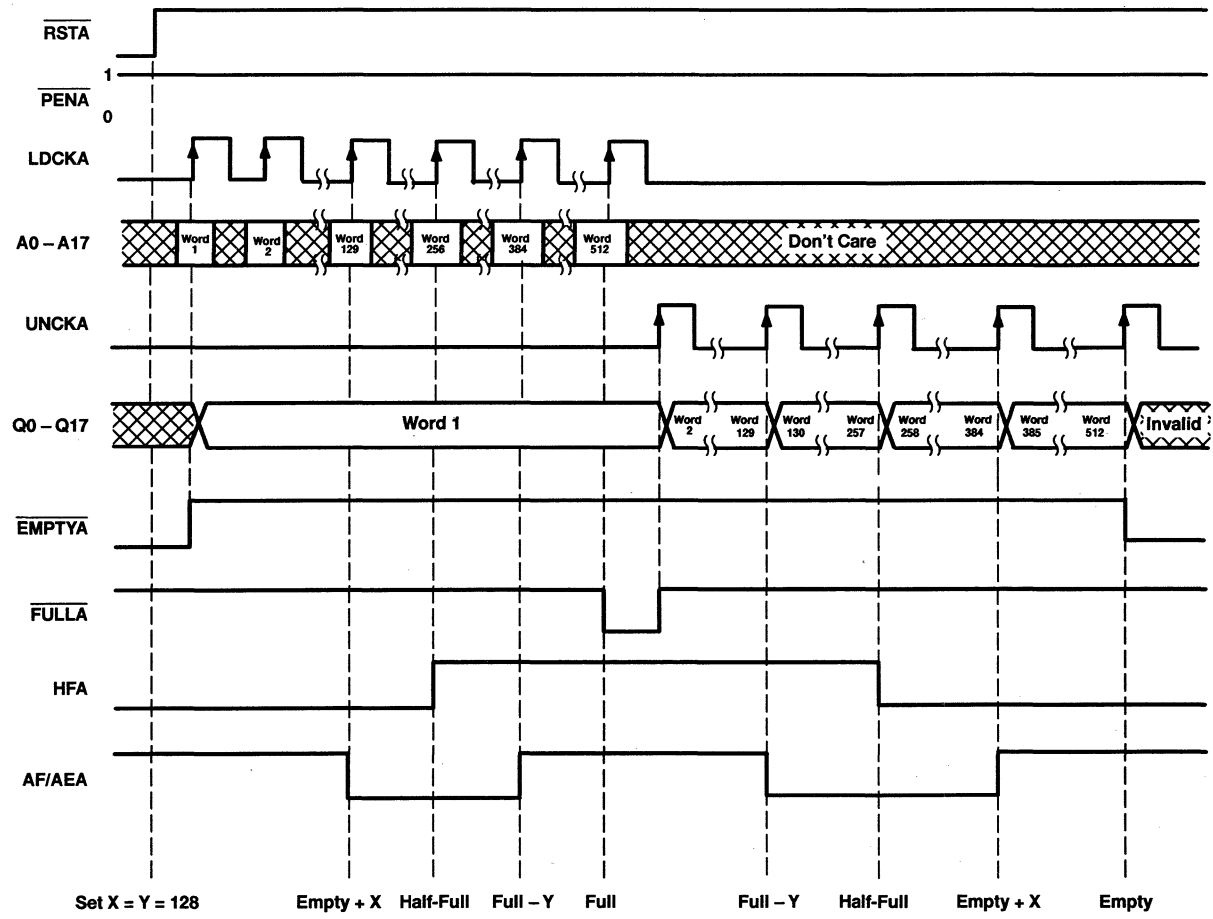 RSTA
1
PENA
0
LDCKA
A0 – A17
Word 1
Word 2
Word 129
Word 256
Word 384
Word 512
Don't Care
UNCKA
Q0 – Q17
Word 1
Word 2
Word 129
Word 130
Word 257
Word 258
Word 384
Word 385
Word 512
Invalid
EMPTYA
FULLA
HFA
AF/AEA
Set X = Y = 128
Empty + X
Half-Full
Full – Y
Full
Full – Y
Half-Full
Empty + X
Empty